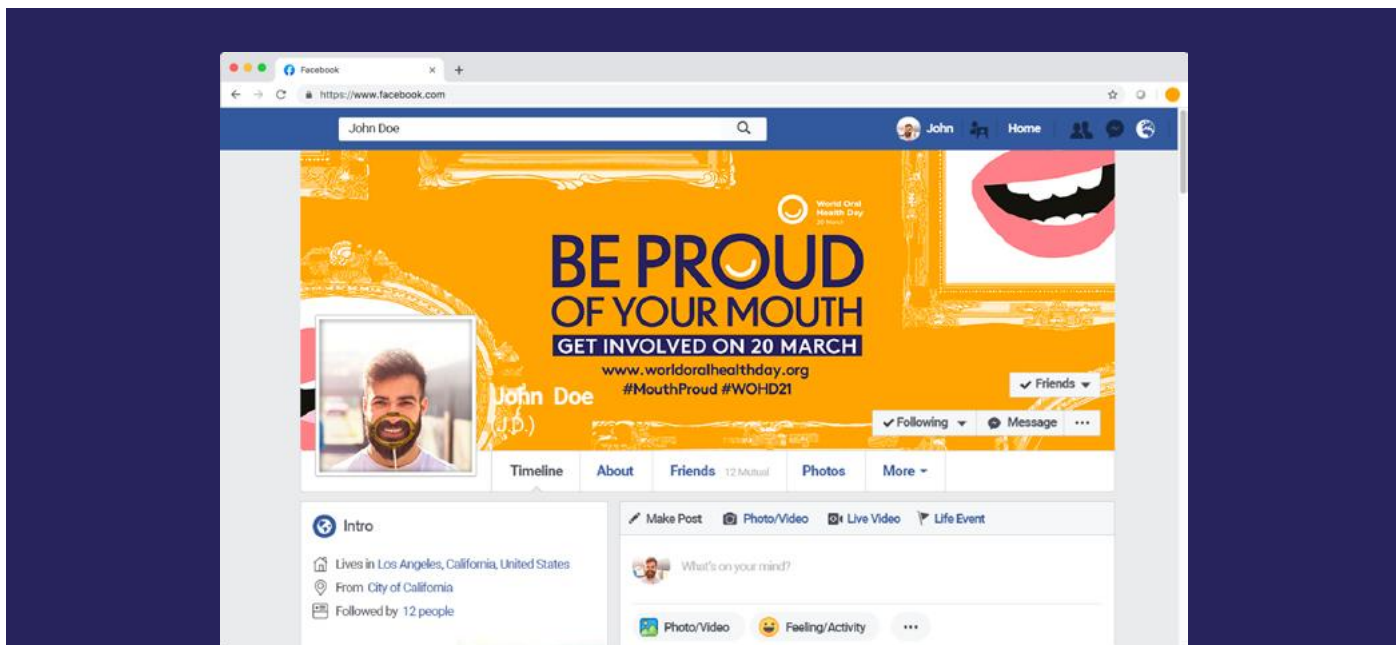 Facebook
https://www.facebook.com
John Doe
John
Home
World Oral
Health Day
20 March
BE PROUD
OF YOUR MOUTH
GET INVOLVED ON 20 MARCH
www.worldoralhealthday.org
#MouthProud #WOHD21
John Doe
(J.D.)
Friends
Following
Message
Timeline
About
Friends 12 Mutual
Photos
More
Intro
Lives in Los Angeles, California, United States
From City of California
Followed by 12 people
Make Post
Photo/Video
Live Video
Life Event
What's on your mind?
Photo/Video
Feeling/Activity